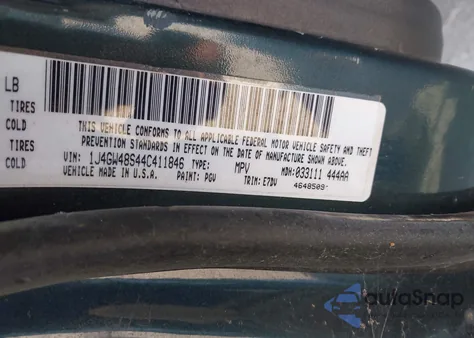 LB
TIRES
COLD
TIRES
COLD
THIS VEHICLE CONFORMS TO ALL APPLICABLE FEDERAL MOTOR VEHICLE SAFETY AND THEFT
PREVENTION STANDARDS IN EFFECT ON THE DATE OF MANUFACTURE SHOWN ABOVE.
VIN: 1J4GW48S44C411846 TYPE: MPV MDH: 033111 444AA
VEHICLE MADE IN U.S.A. PAINT: PGV TRIM: E7DV 4648509
autoSnap